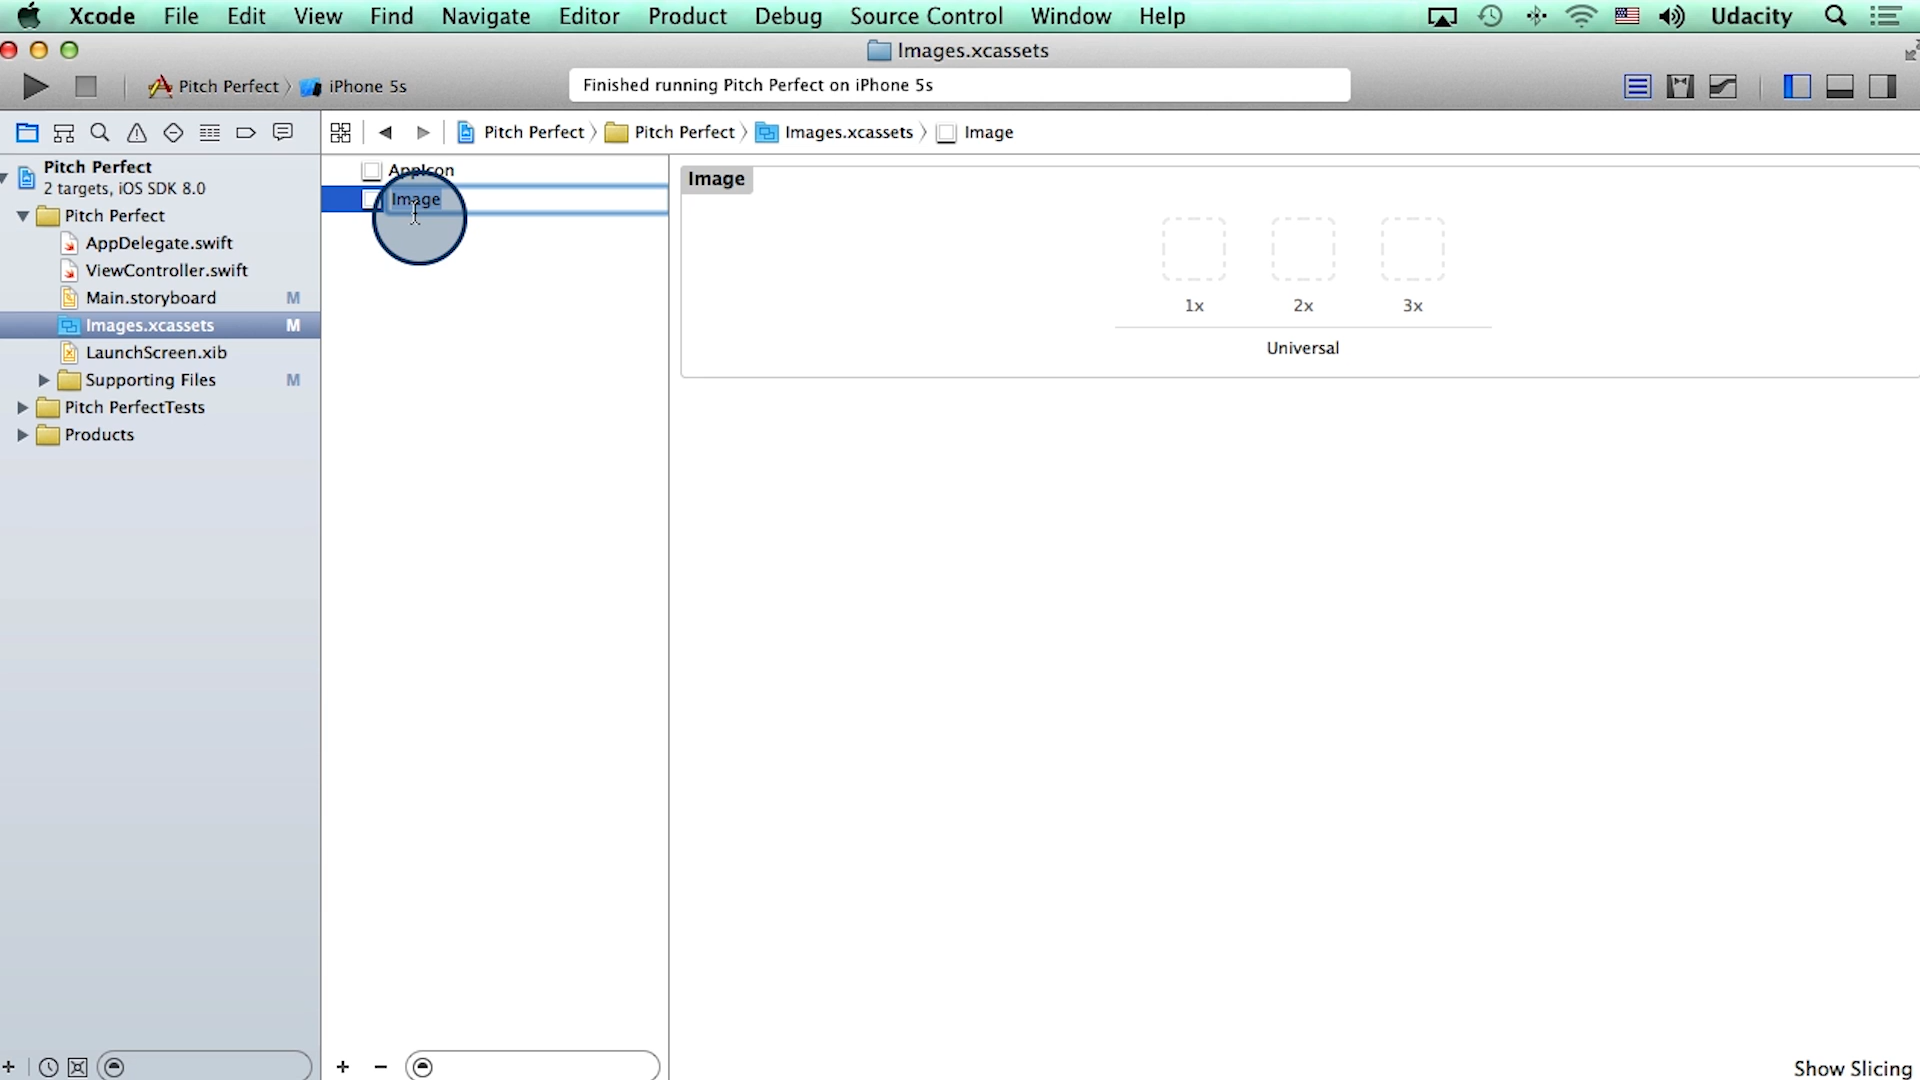 Xcode File Edit View Find Navigate Editor Product Debug Source Control Window Help Udacity
Images.xcassets
Pitch Perfect iPhone 5s
Finished running Pitch Perfect on iPhone 5s
Pitch Perfect Pitch Perfect Images.xcassets Image
Pitch Perfect
2 targets, iOS SDK 8.0
Pitch Perfect
AppDelegate.swift
ViewController.swift
Main.storyboard M
Images.xcassets M
LaunchScreen.xib
Supporting Files M
Pitch PerfectTests
Products
AppIcon
Image
Image
1x 2x 3x
Universal
Show Slicing